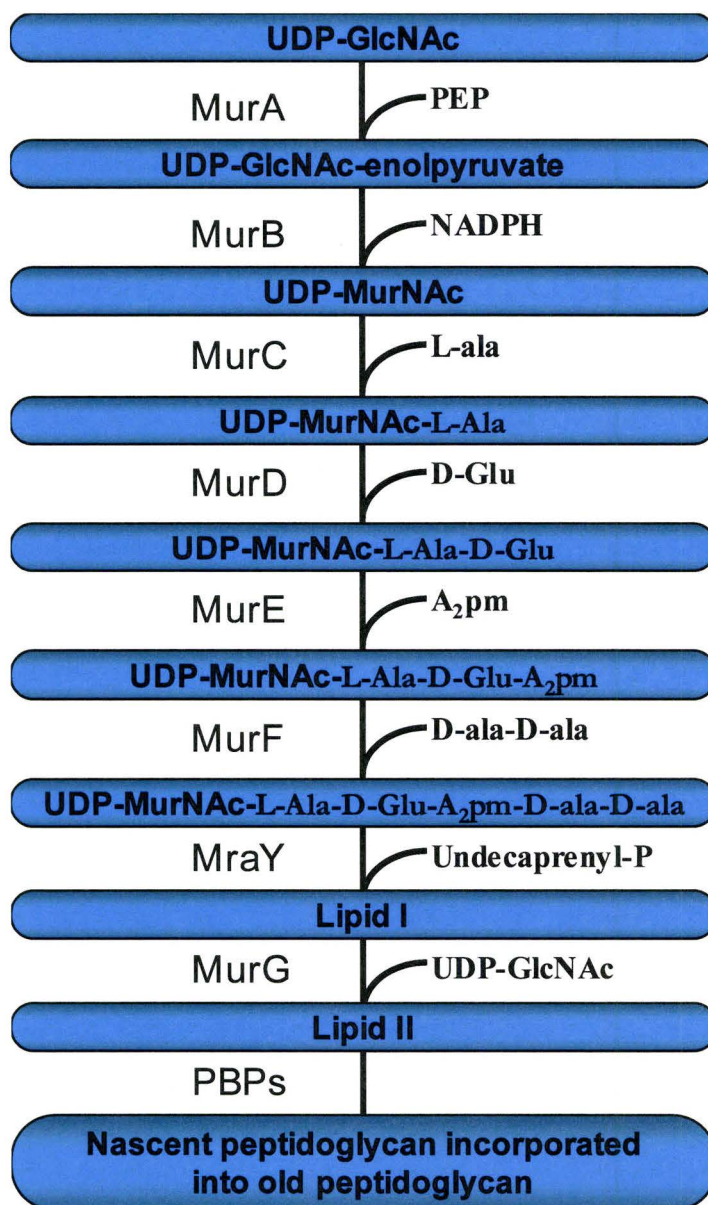 UDP-GlcNAc
MurA
PEP
UDP-GlcNAc-enolpyruvate
MurB
NADPH
UDP-MurNAc
MurC
L-ala
UDP-MurNAc-L-Ala
MurD
D-Glu
UDP-MurNAc-L-Ala-D-Glu
MurE
A₂pm
UDP-MurNAc-L-Ala-D-Glu-A₂pm
MurF
D-ala-D-ala
UDP-MurNAc-L-Ala-D-Glu-A₂pm-D-ala-D-ala
MraY
Undecaprenyl-P
Lipid I
MurG
UDP-GlcNAc
Lipid II
PBPs
Nascent peptidoglycan incorporated
into old peptidoglycan